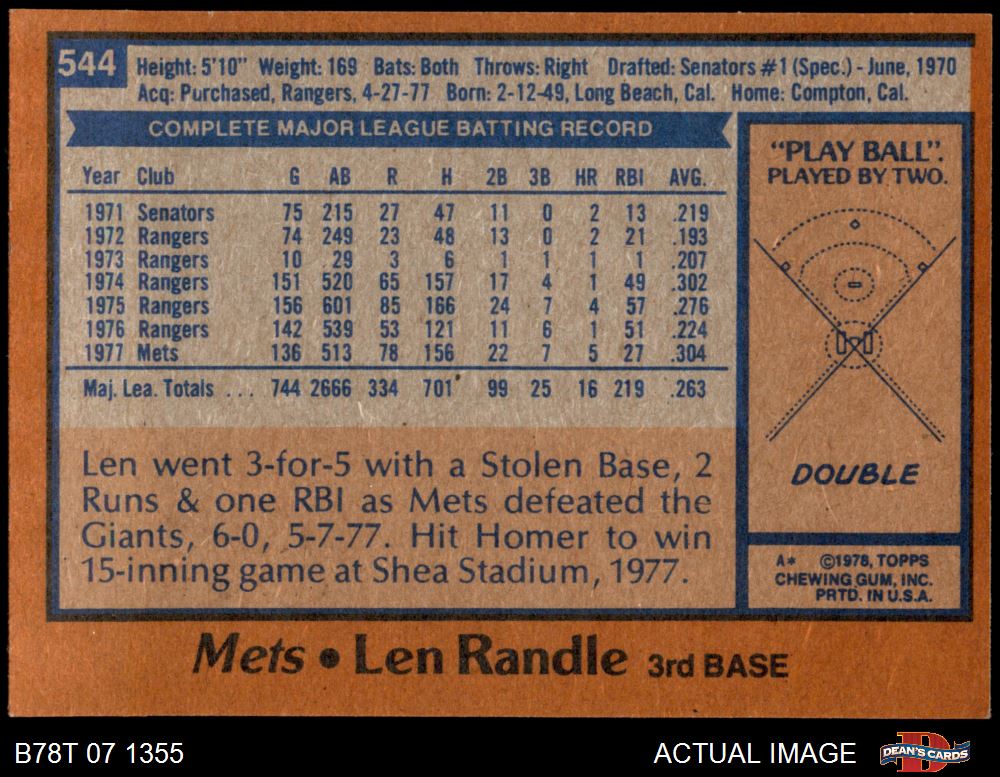 544
Height: 5'10" Weight: 169 Bats: Both Throws: Right Drafted: Senators #1 (Spec.) - June, 1970
Acq: Purchased, Rangers, 4-27-77 Born: 2-12-49, Long Beach, Cal. Home: Compton, Cal.
COMPLETE MAJOR LEAGUE BATTING RECORD
Year Club G AB R H 2B 3B HR RBI AVG.
1971 Senators 75 215 27 47 11 0 2 13 .219
1972 Rangers 74 249 23 48 13 0 2 21 .193
1973 Rangers 10 29 3 6 1 1 1 1 .207
1974 Rangers 151 520 65 157 17 4 1 49 .302
1975 Rangers 156 601 85 166 24 7 4 57 .276
1976 Rangers 142 539 53 121 11 6 1 51 .224
1977 Mets 136 513 78 156 22 7 5 27 .304
Maj. Lea. Totals . . . 744 2666 334 701 99 25 16 219 .263
Len went 3-for-5 with a Stolen Base, 2
Runs & one RBI as Mets defeated the
Giants, 6-0, 5-7-77. Hit Homer to win
15-inning game at Shea Stadium, 1977.
"PLAY BALL".
PLAYED BY TWO.
DOUBLE
A* ©1978, TOPPS
CHEWING GUM, INC.
PRTD. IN U.S.A.
Mets • Len Randle 3rd BASE
B78T 07 1355
ACTUAL IMAGE
DEAN'S CARDS